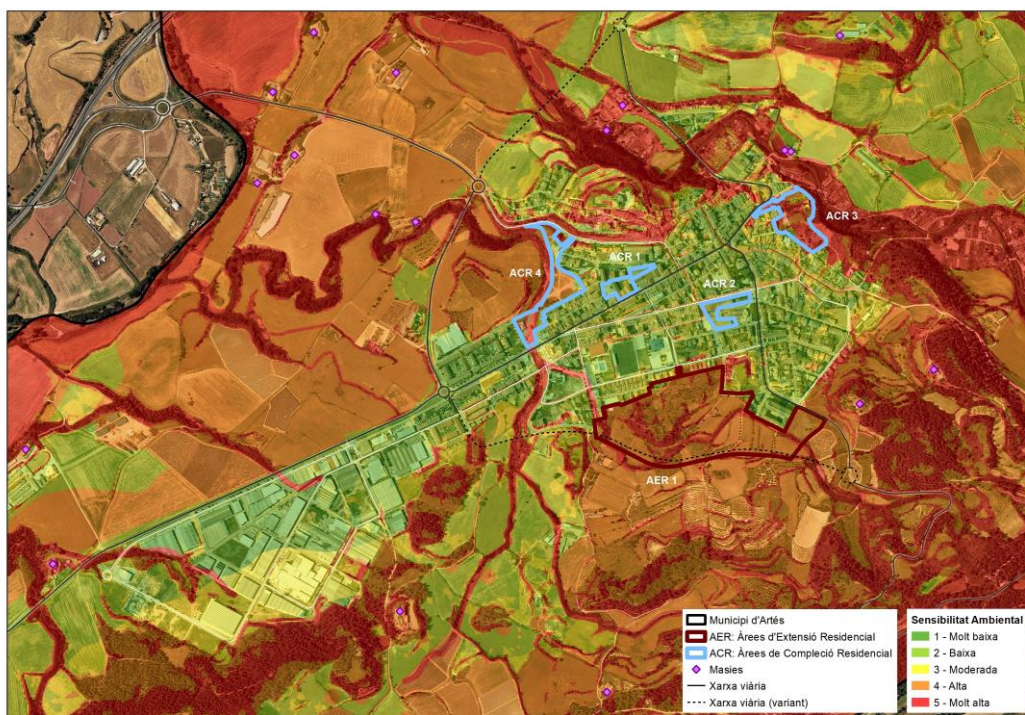 ACR 3
ACR 1
ACR 4
ACR 2
AER 1
Municipi d'Artés
AER: Àrees d'Extensió Residencial
ACR: Àrees de Compleció Residencial
Masies
Xarxa viària
Xarxa viària (variant)
Sensibilitat Ambiental
1 - Molt baixa
2 - Baixa
3 - Moderada
4 - Alta
5 - Molt alta